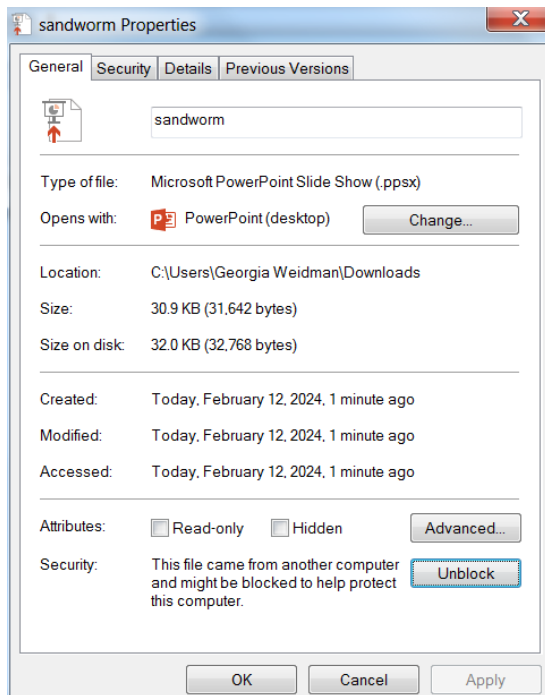 sandworm Properties
X
General Security Details Previous Versions
sandworm
Type of file: Microsoft PowerPoint Slide Show (.ppsx)
Opens with: PowerPoint (desktop) Change...
Location: C:\Users\Georgia Weidman\Downloads
Size: 30.9 KB (31,642 bytes)
Size on disk: 32.0 KB (32,768 bytes)
Created: Today, February 12, 2024, 1 minute ago
Modified: Today, February 12, 2024, 1 minute ago
Accessed: Today, February 12, 2024, 1 minute ago
Attributes: Read-only Hidden Advanced...
Security: This file came from another computer
and might be blocked to help protect
this computer.
Unblock
OK Cancel Apply